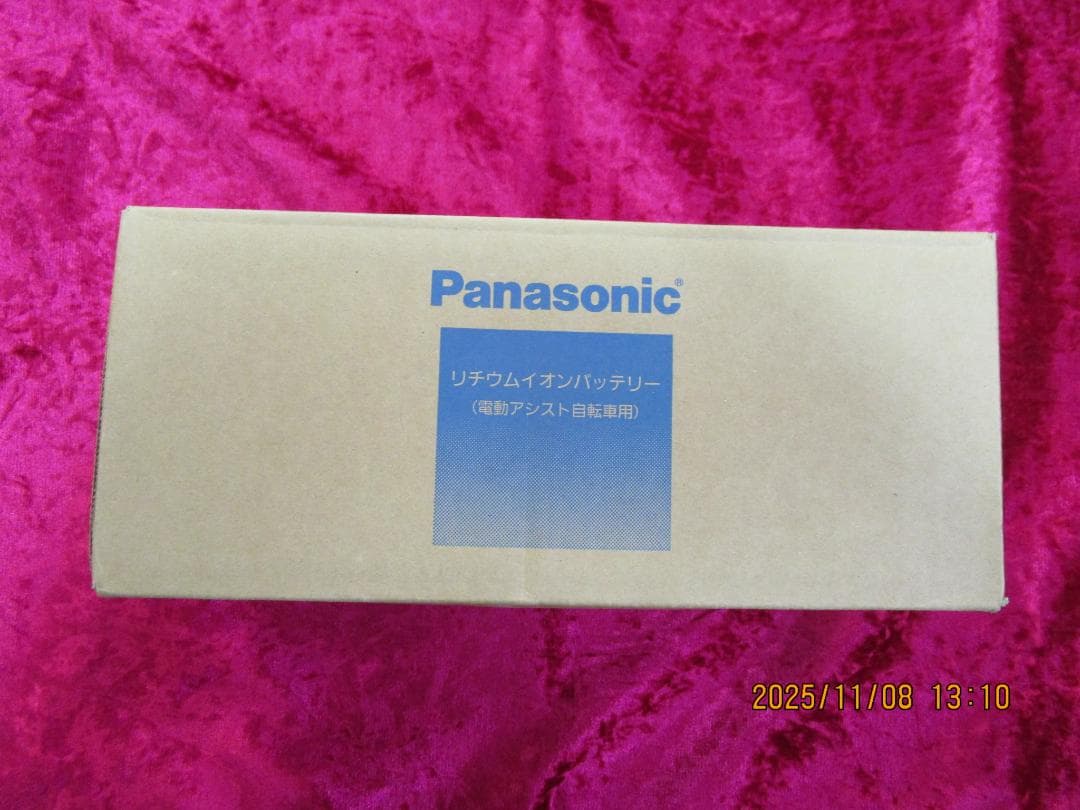 Panasonic®
リチウムイオンバッテリー
(電動アシスト自転車用)
2025/11/08 13:10